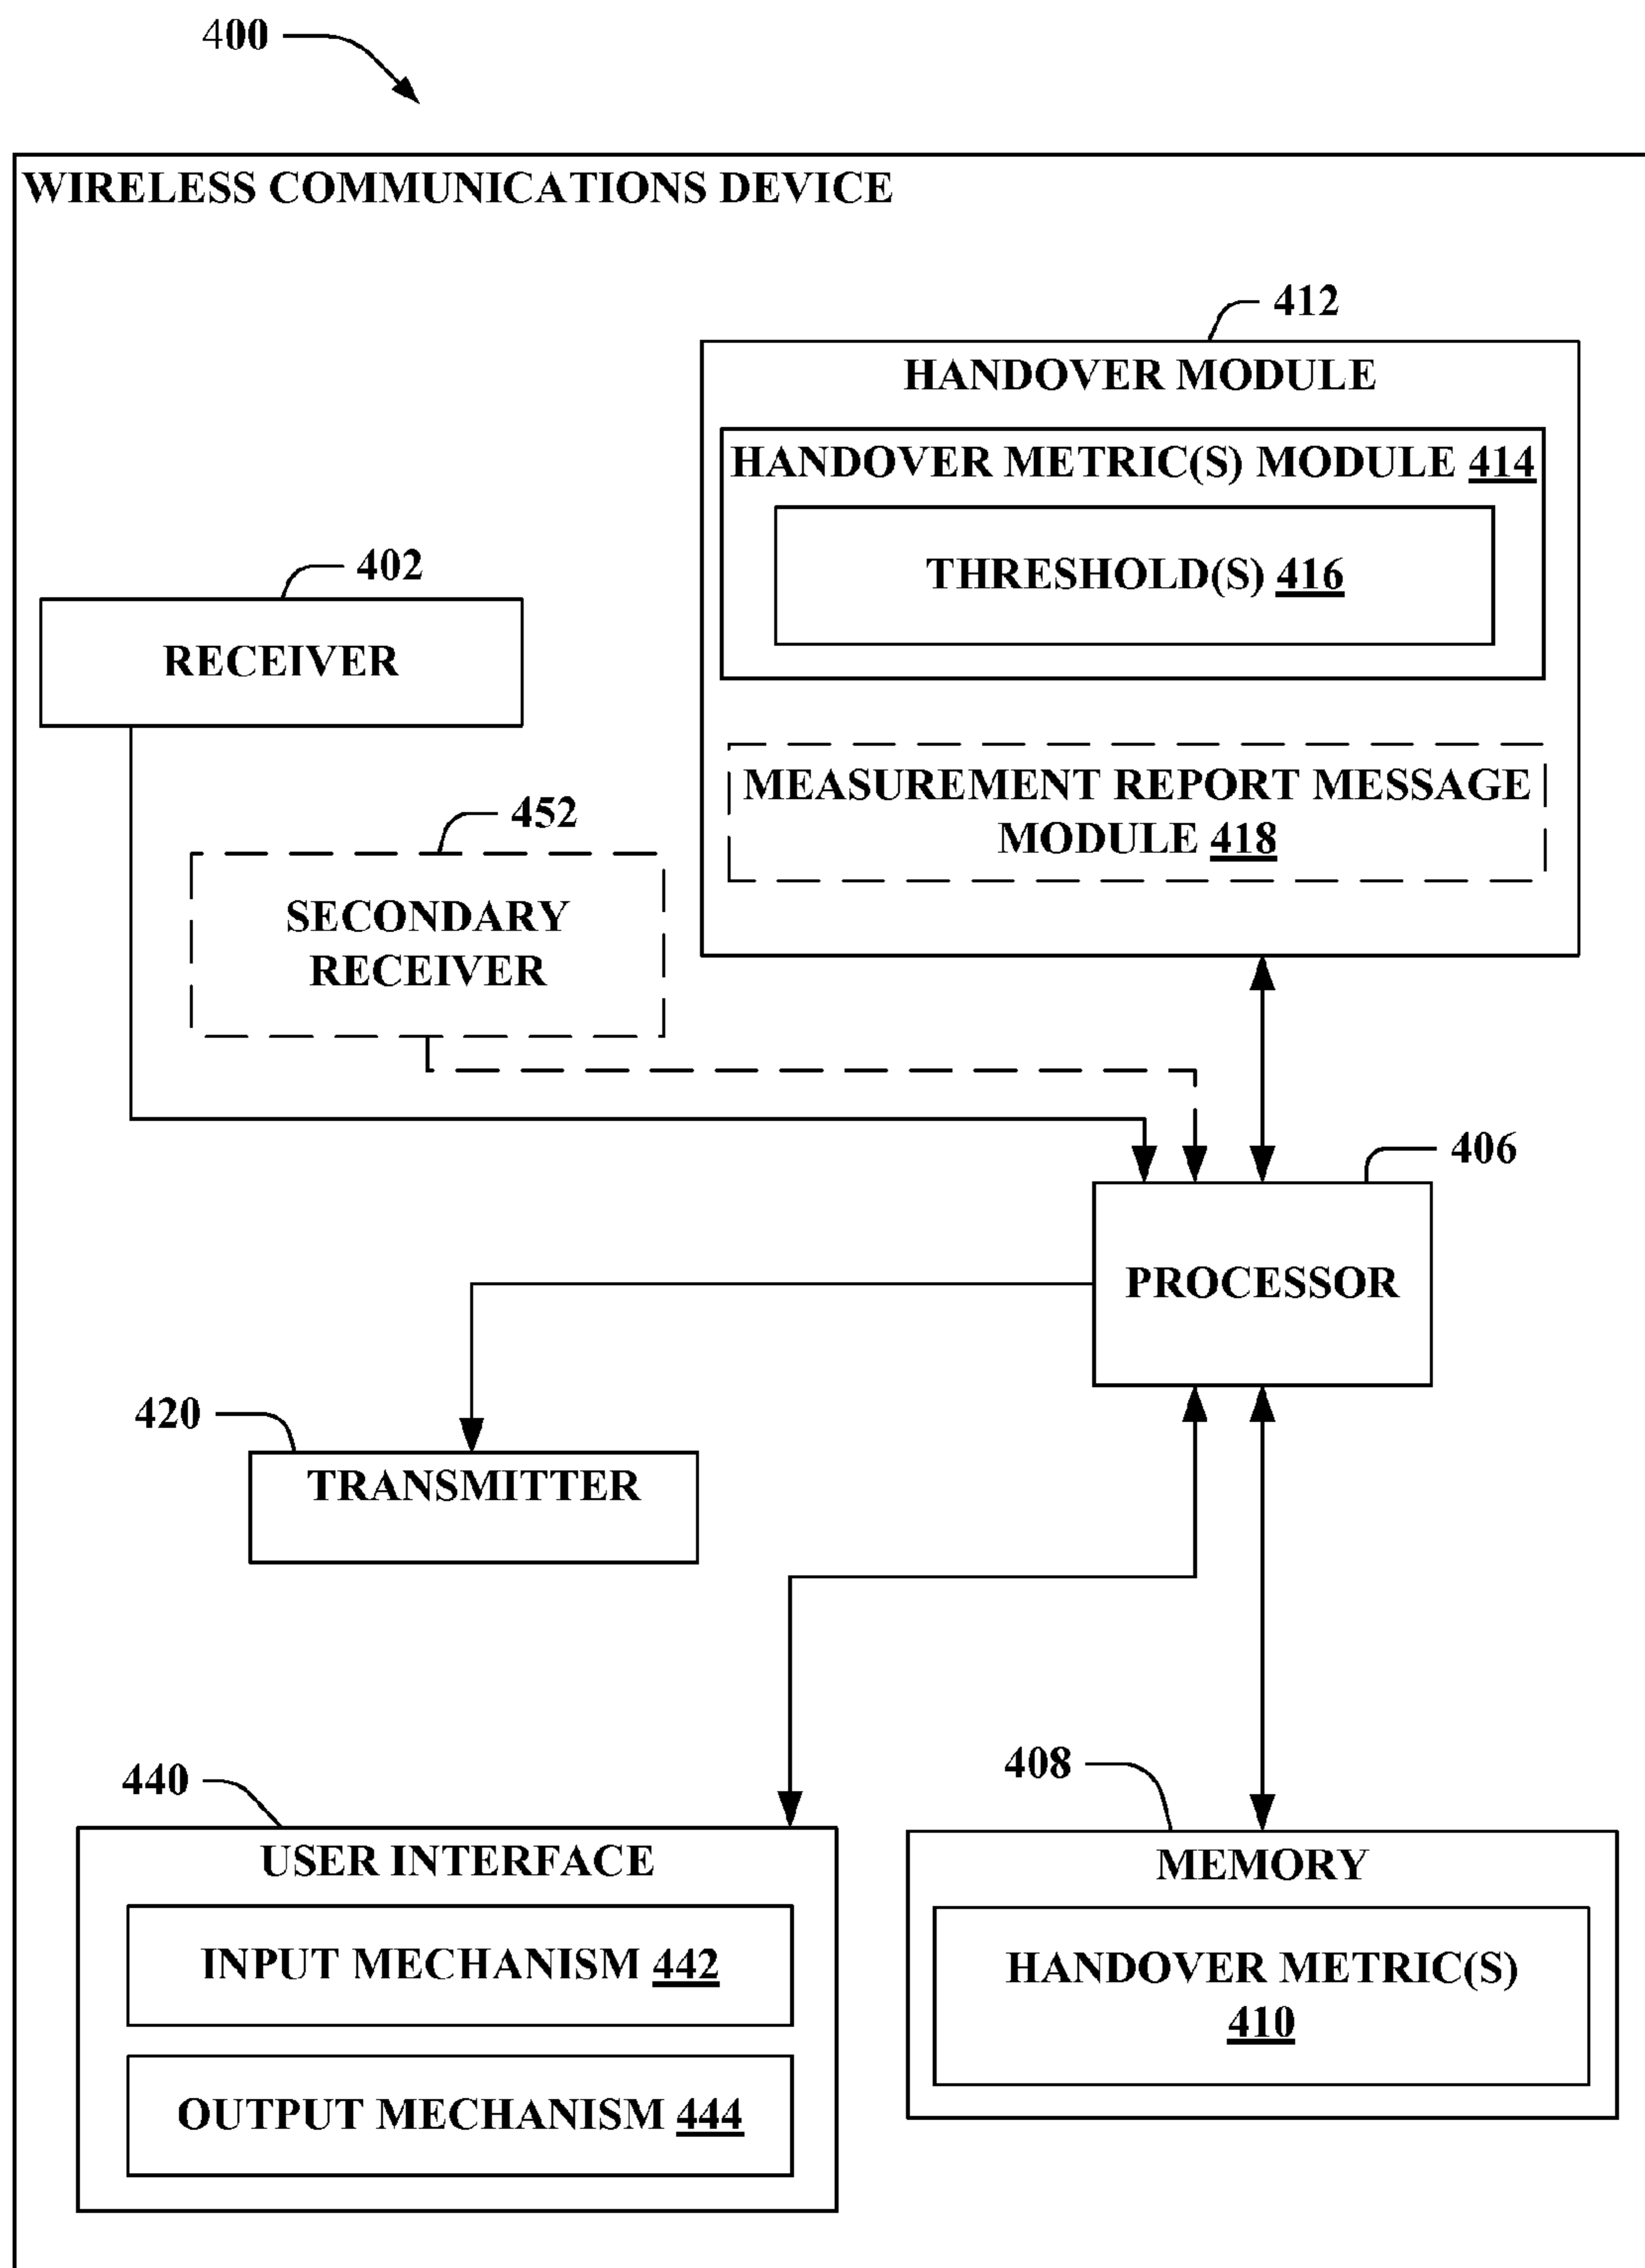 400
WIRELESS COMMUNICATIONS DEVICE
412
HANDOVER MODULE
HANDOVER METRIC(S) MODULE 414
THRESHOLD(S) 416
402
RECEIVER
MEASUREMENT REPORT MESSAGE
MODULE 418
452
SECONDARY
RECEIVER
406
PROCESSOR
420
TRANSMITTER
440
USER INTERFACE
INPUT MECHANISM 442
OUTPUT MECHANISM 444
408
MEMORY
HANDOVER METRIC(S)
410